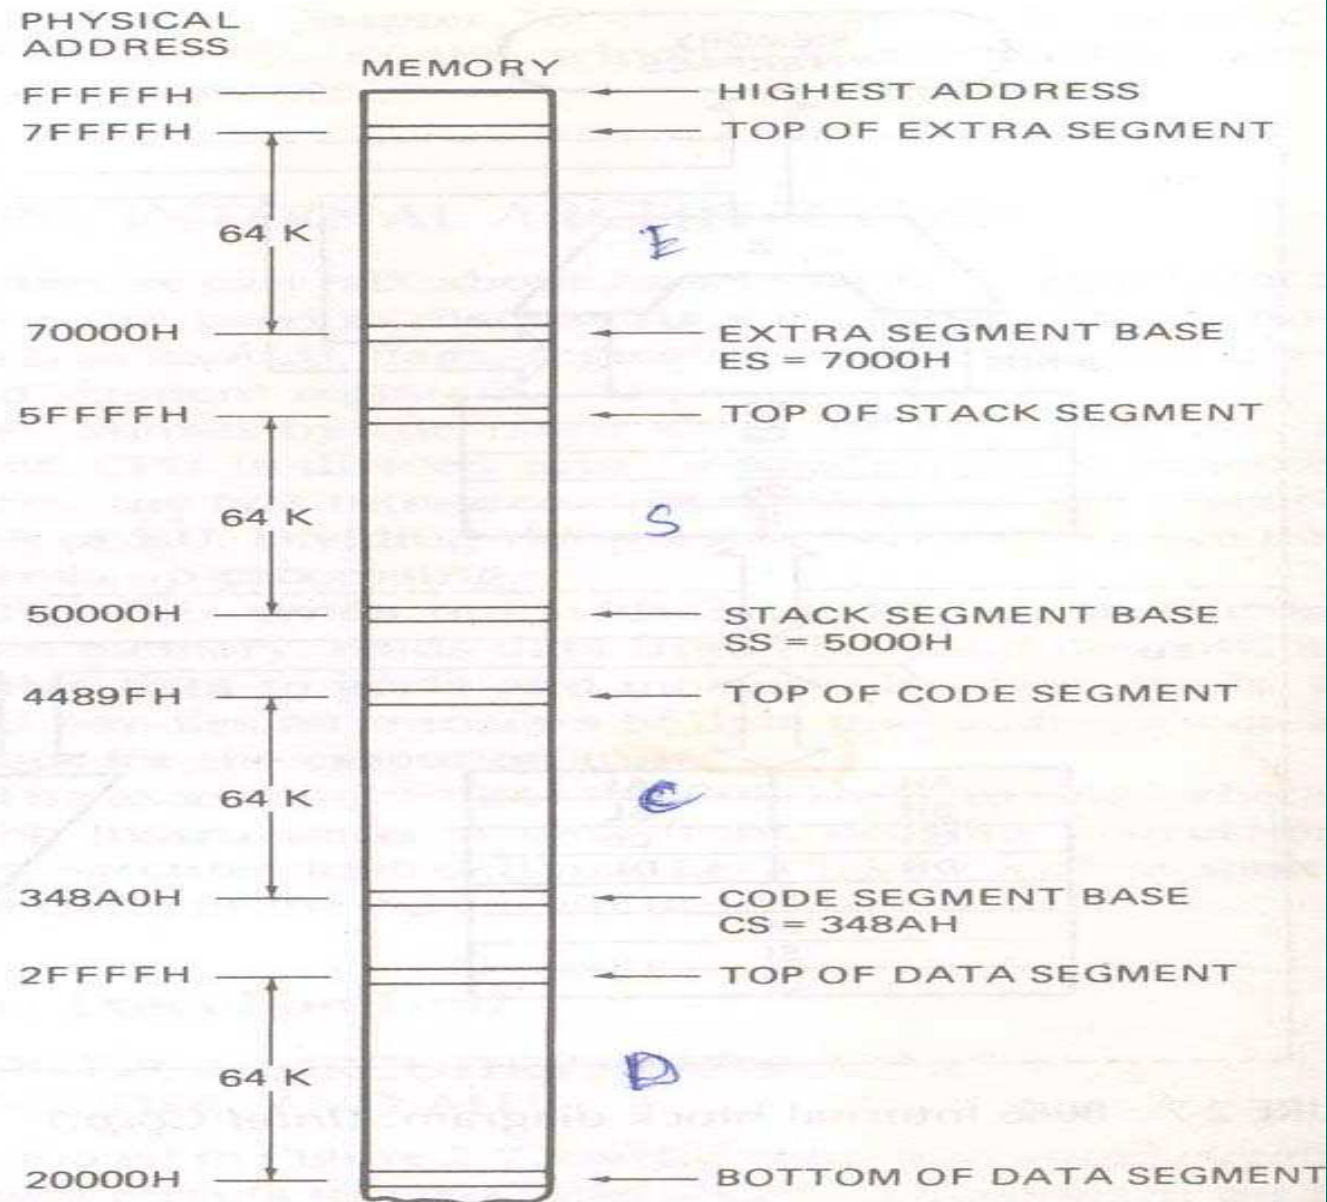 PHYSICAL
ADDRESS
MEMORY
FFFFFH HIGHEST ADDRESS
7FFFFH TOP OF EXTRA SEGMENT
64 K E
70000H EXTRA SEGMENT BASE
ES = 7000H
5FFFFH TOP OF STACK SEGMENT
64 K S
50000H STACK SEGMENT BASE
SS = 5000H
4489FH TOP OF CODE SEGMENT
64 K C
348A0H CODE SEGMENT BASE
CS = 348AH
2FFFFH TOP OF DATA SEGMENT
64 K D
20000H BOTTOM OF DATA SEGMENT